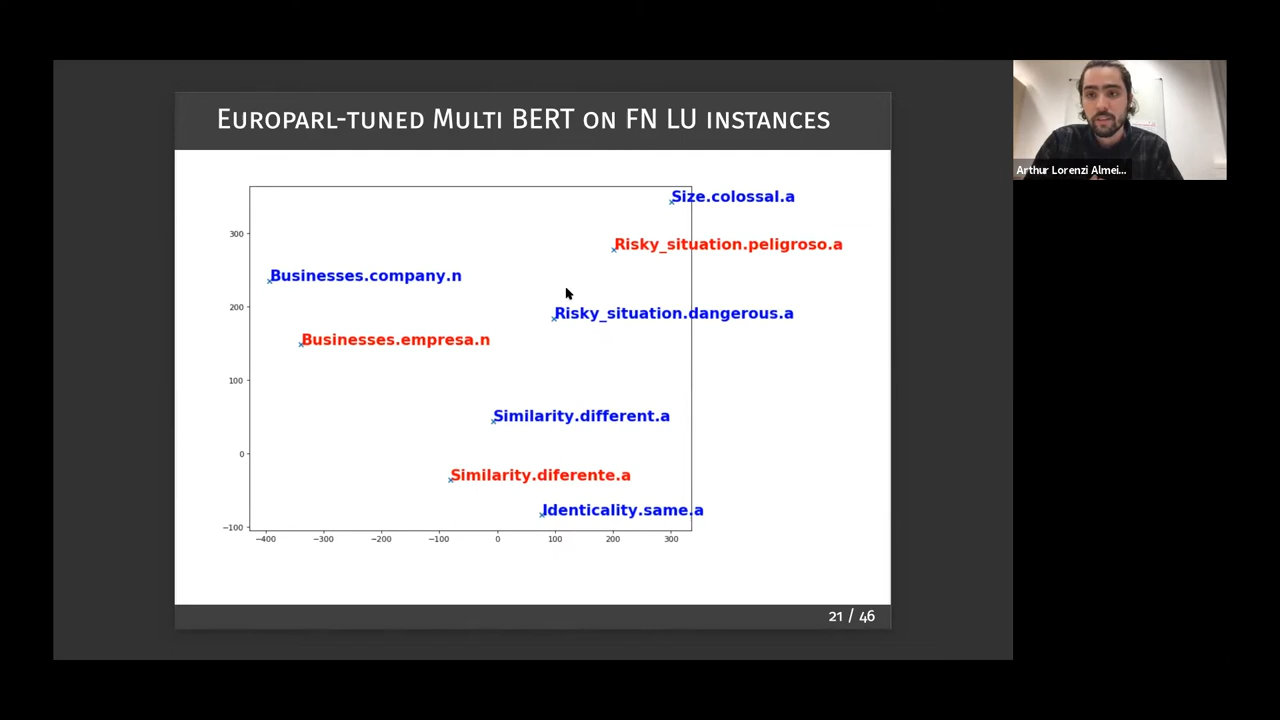 Europarl-tuned Multi BERT on FN LU instances
Arthur Lorenzi Almei...
Size.colossal.a
300
Risky_situation.peligroso.a
Businesses.company.n
200
Risky_situation.dangerous.a
Businesses.empresa.n
100
Similarity.different.a
0
Similarity.diferente.a
Identicality.same.a
−100
−400 −300 −200 −100 0 100 200 300
21 / 46